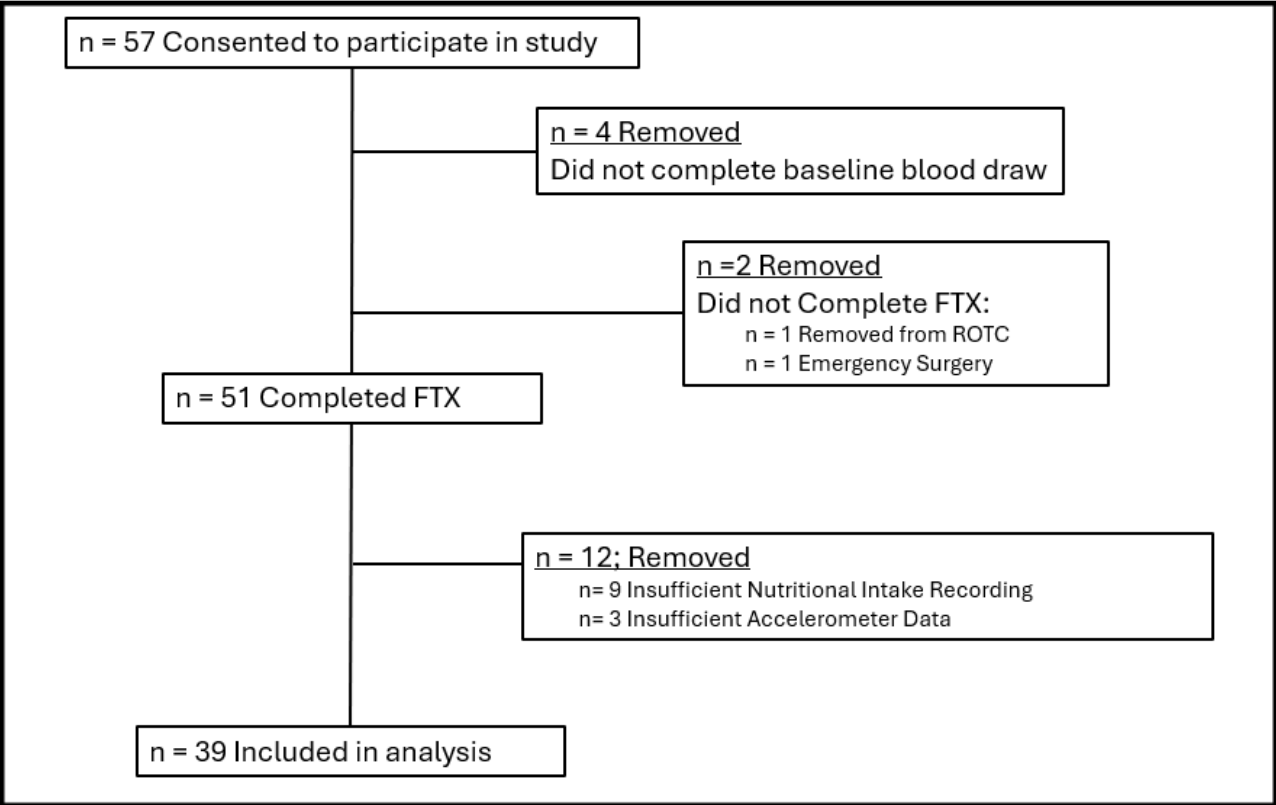 n = 57 Consented to participate in study
n = 4 Removed
Did not complete baseline blood draw
n =2 Removed
Did not Complete FTX:
n = 1 Removed from ROTC
n = 1 Emergency Surgery
n = 51 Completed FTX
n = 12; Removed
n= 9 Insufficient Nutritional Intake Recording
n= 3 Insufficient Accelerometer Data
n = 39 Included in analysis